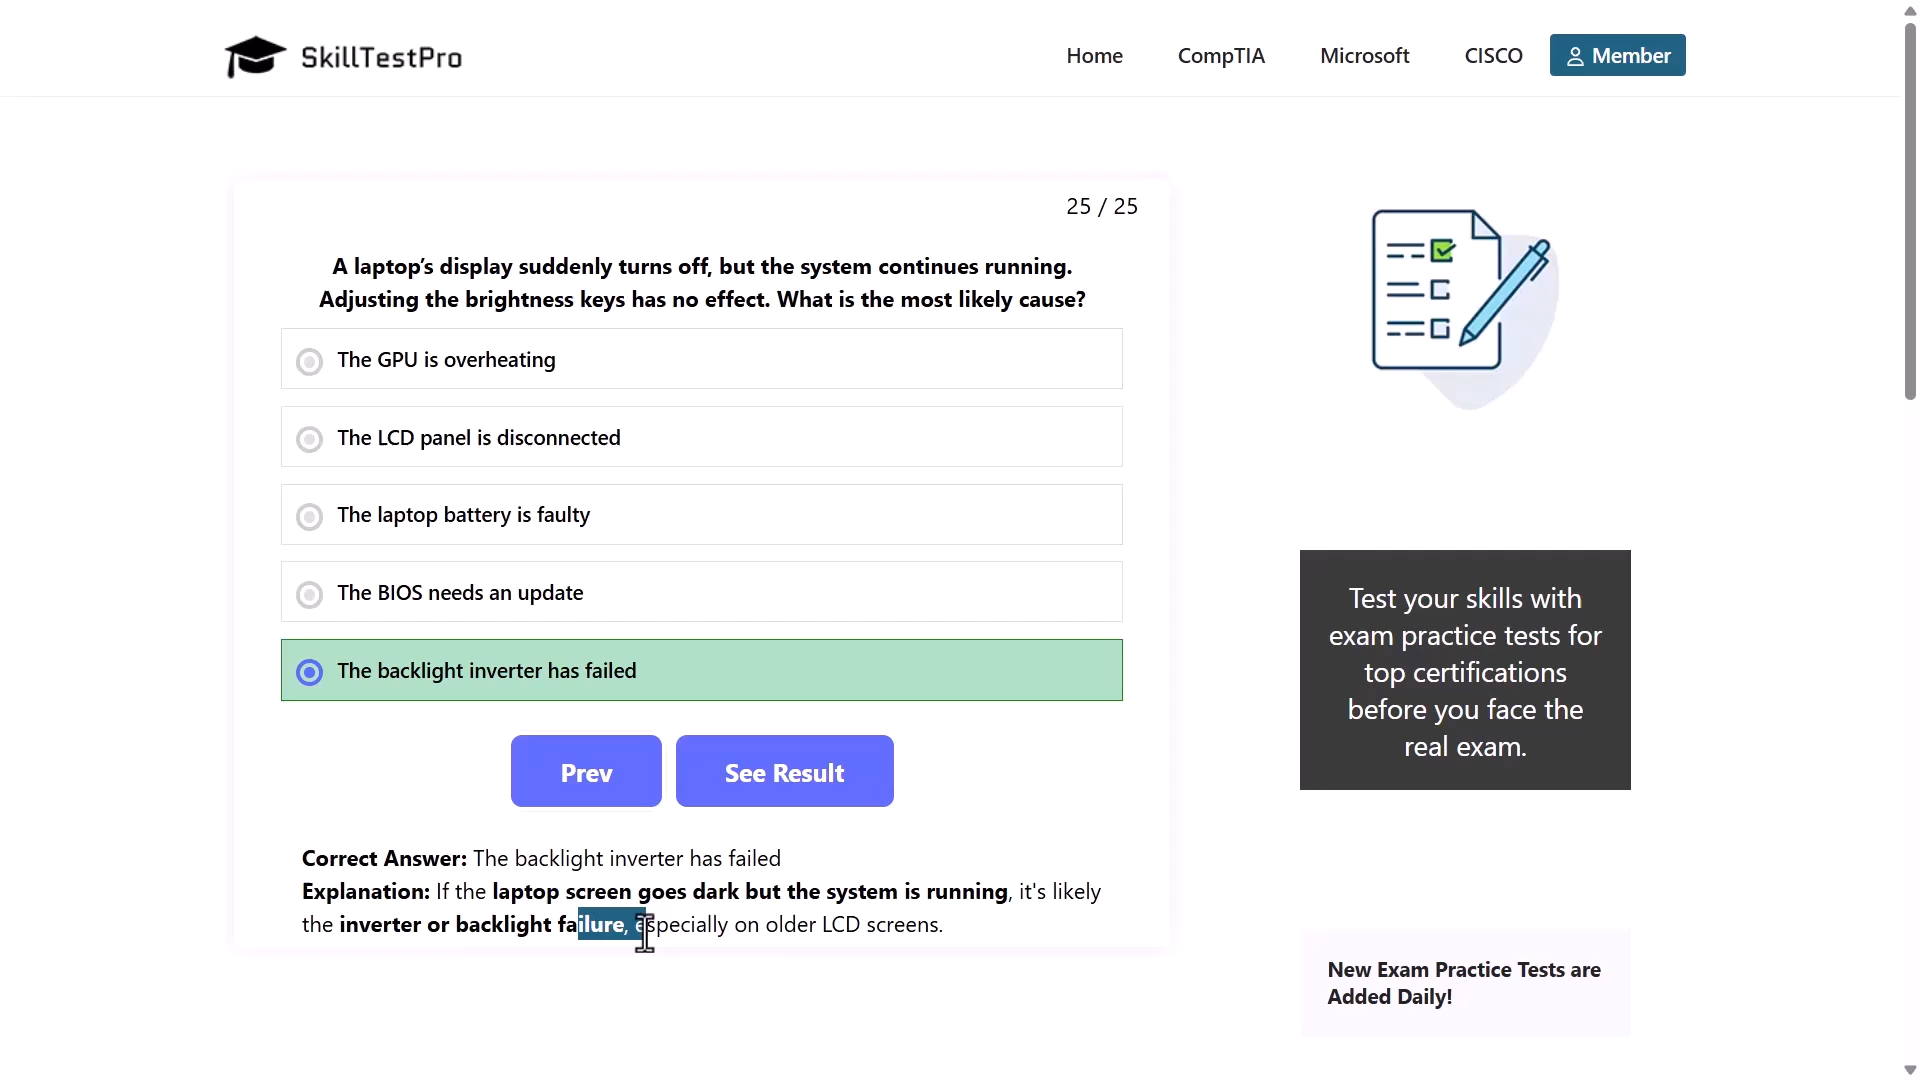 SkillTestPro
Home CompTIA Microsoft CISCO Member
25 / 25
A laptop’s display suddenly turns off, but the system continues running.
Adjusting the brightness keys has no effect. What is the most likely cause?
The GPU is overheating
The LCD panel is disconnected
The laptop battery is faulty
The BIOS needs an update
The backlight inverter has failed
Prev See Result
Correct Answer: The backlight inverter has failed
Explanation: If the laptop screen goes dark but the system is running, it's likely
the inverter or backlight failure, especially on older LCD screens.
Test your skills with
exam practice tests for
top certifications
before you face the
real exam.
New Exam Practice Tests are
Added Daily!